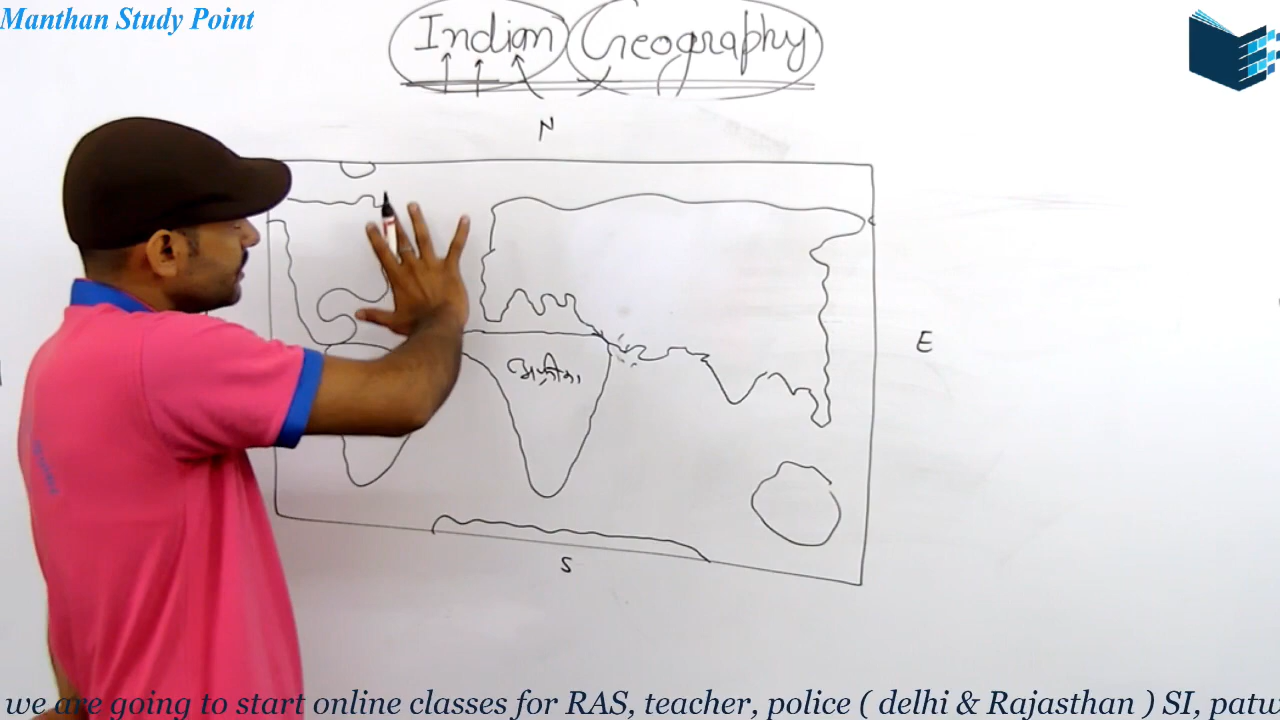 Manthan Study Point
Indian Geography
N
E
अफ्रीका
S
we are going to start online classes for RAS, teacher, police ( delhi & Rajasthan ) SI, patw